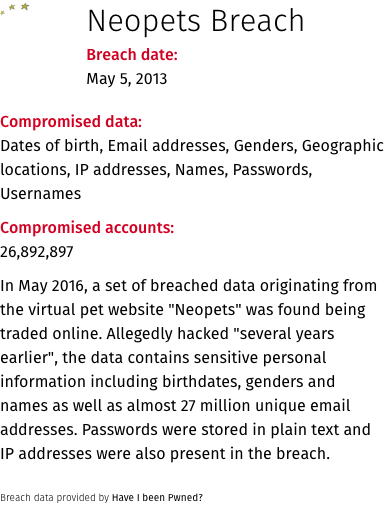 Neopets Breach
Breach date:
May 5, 2013
Compromised data:
Dates of birth, Email addresses, Genders, Geographic
locations, IP addresses, Names, Passwords,
Usernames
Compromised accounts:
26,892,897
In May 2016, a set of breached data originating from
the virtual pet website "Neopets" was found being
traded online. Allegedly hacked "several years
earlier", the data contains sensitive personal
information including birthdates, genders and
names as well as almost 27 million unique email
addresses. Passwords were stored in plain text and
IP addresses were also present in the breach.
Breach data provided by Have I been Pwned?